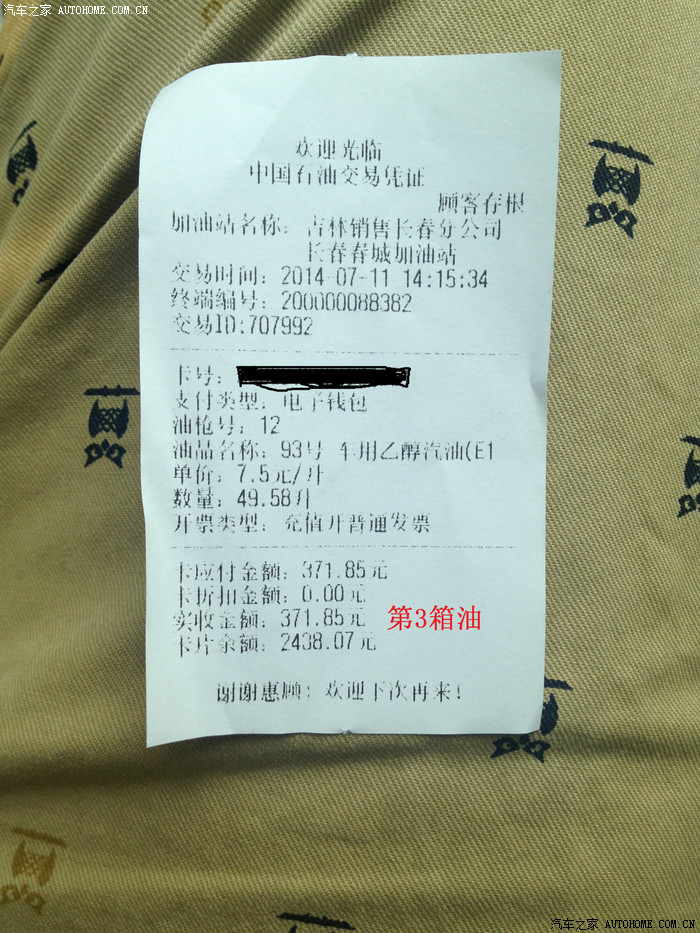 汽车之家 AUTOHOME.COM.CN
欢迎光临
中国石油交易凭证
顾客存根
加油站名称：吉林销售长春分公司
长春春城加油站
交易时间：2014-07-11 14:15:34
终端编号：200000088382
交易ID:707992
卡号：
支付类型：电子钱包
油枪号：12
油品名称：93号 车用乙醇汽油(E1
单价：7.5元/升
数量：49.58升
开票类型：充值开普通发票
卡应付金额：371.85元
卡折扣金额：0.00元
实收金额：371.85元 第3箱油
卡片余额：2438.07元
谢谢惠顾！欢迎下次再来！
汽车之家 AUTOHOME.COM.CN